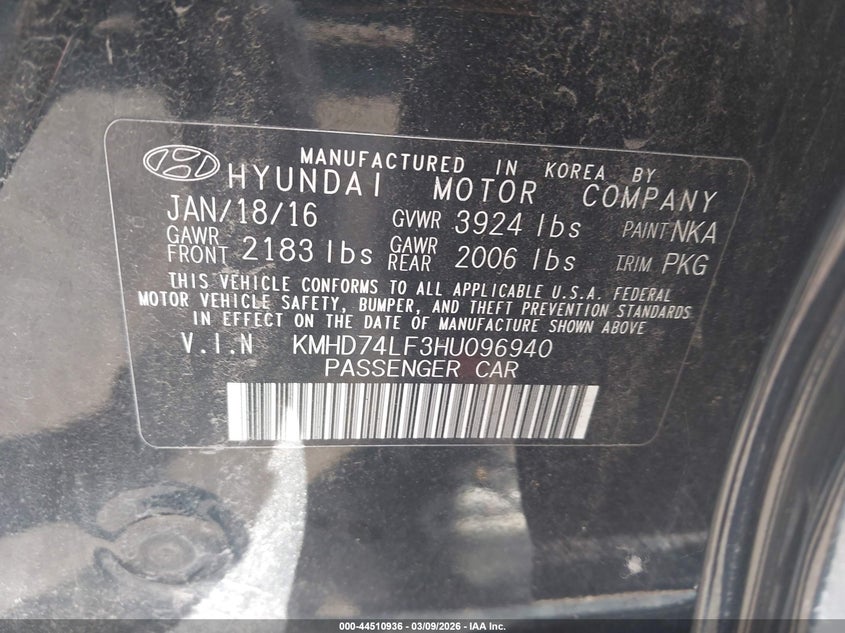 MANUFACTURED IN KOREA BY
HYUNDAI MOTOR COMPANY
JAN/18/16 GVWR 3924 lbs PAINT NKA
GAWR FRONT 2183 lbs GAWR REAR 2006 lbs TRIM PKG
THIS VEHICLE CONFORMS TO ALL APPLICABLE U.S.A. FEDERAL
MOTOR VEHICLE SAFETY, BUMPER, AND THEFT PREVENTION STANDARDS
IN EFFECT ON THE DATE OF MANUFACTURE SHOWN ABOVE
V.I.N KMHD74LF3HU096940
PASSENGER CAR
000-44510936 - 03/09/2026 - IAA Inc.